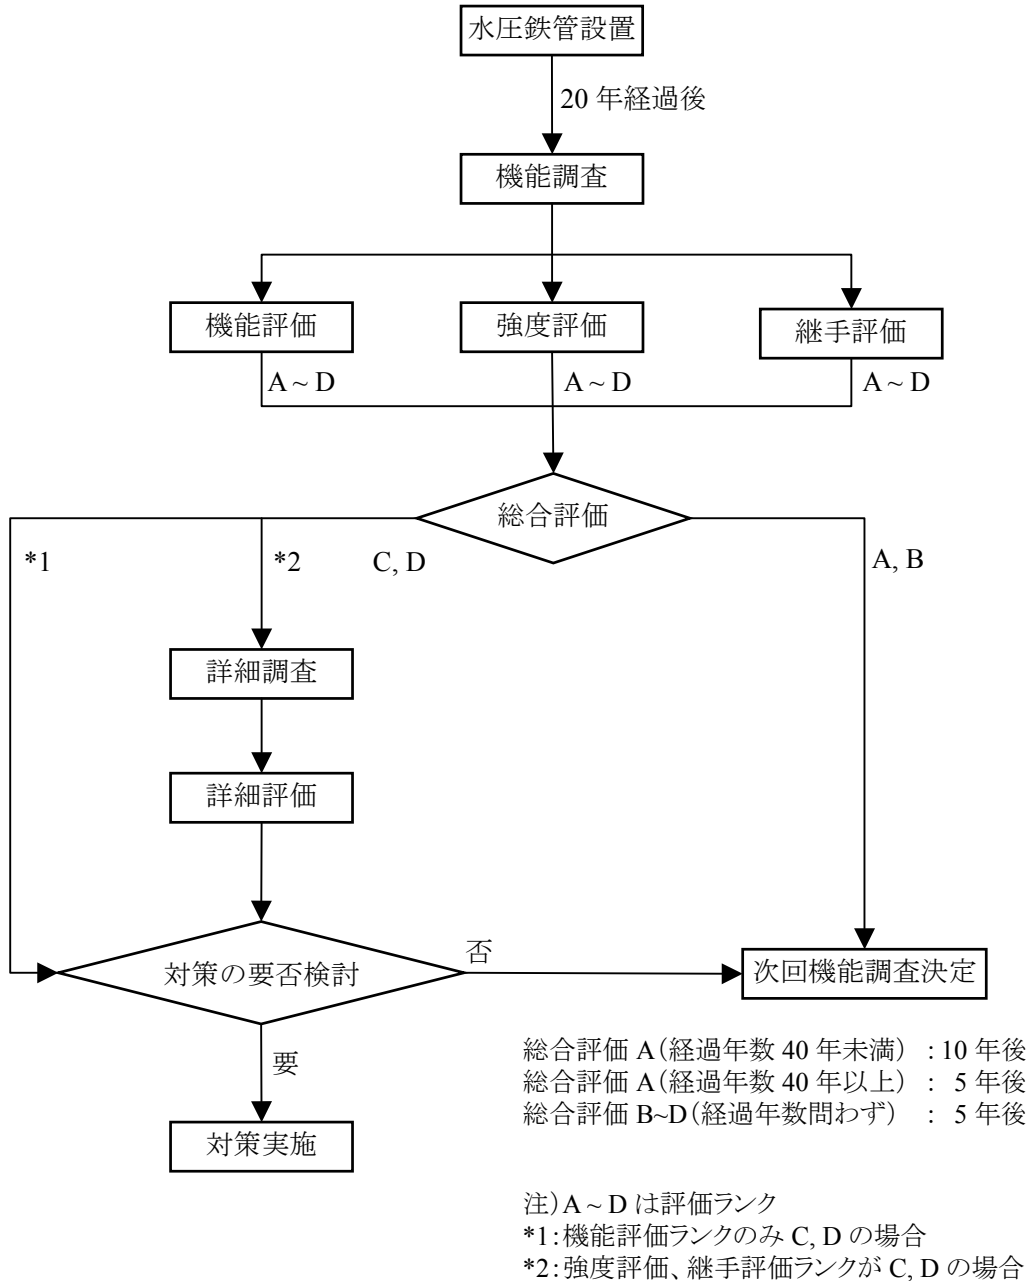 水圧鉄管設置
20 年経過後
機能調査
機能評価
強度評価
継手評価
A ~ D
A ~ D
A ~ D
総合評価
*1
*2
C, D
A, B
詳細調査
詳細評価
対策の要否検討
否
次回機能調査決定
要
対策実施
総合評価 A（経過年数 40 年未満） : 10 年後
総合評価 A（経過年数 40 年以上） : 5 年後
総合評価 B~D（経過年数問わず） : 5 年後
注）A ~ D は評価ランク
*1：機能評価ランクのみ C, D の場合
*2：強度評価、継手評価ランクが C, D の場合